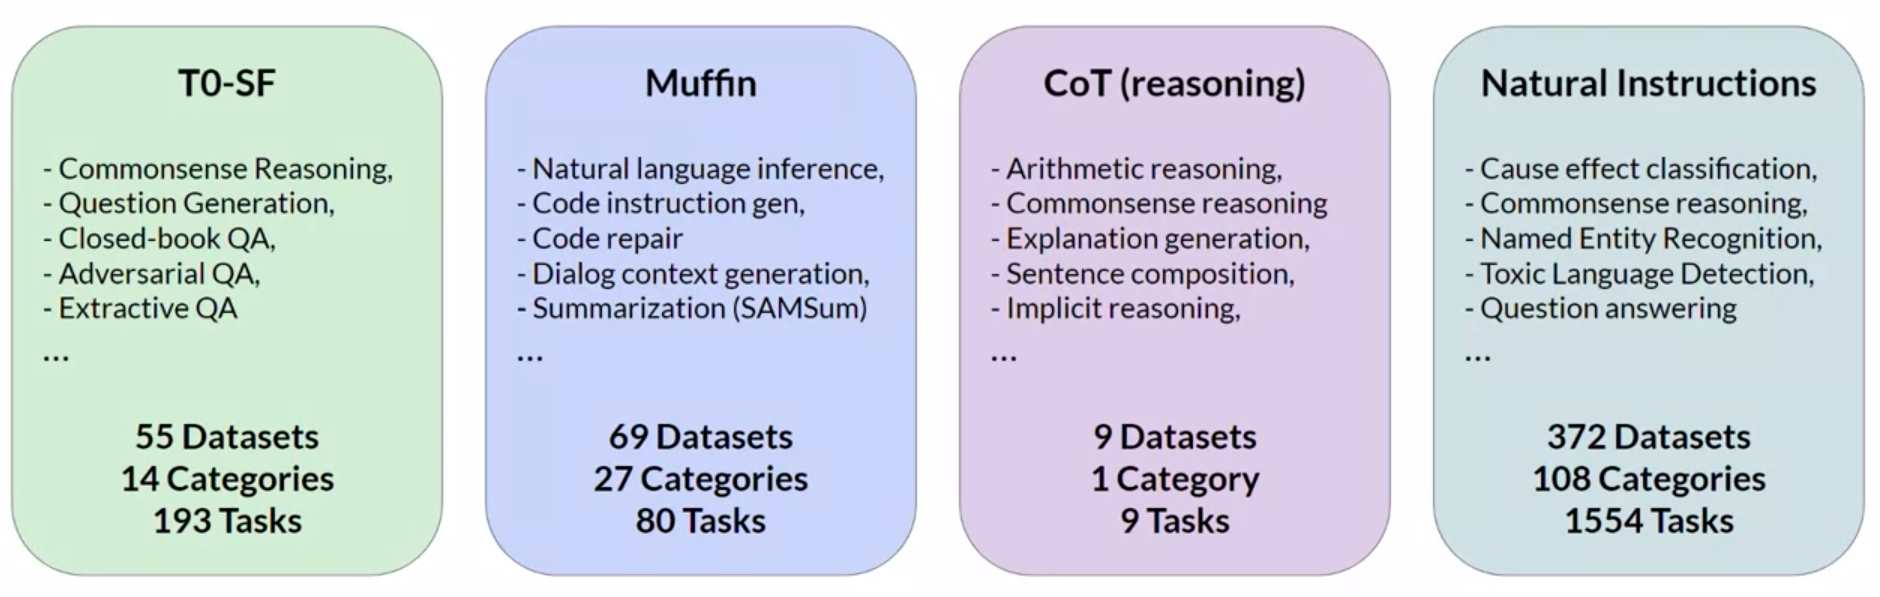 T0-SF
- Commonsense Reasoning,
- Question Generation,
- Closed-book QA,
- Adversarial QA,
- Extractive QA
...
55 Datasets
14 Categories
193 Tasks
Muffin
- Natural language inference,
- Code instruction gen,
- Code repair
- Dialog context generation,
- Summarization (SAMSum)
...
69 Datasets
27 Categories
80 Tasks
CoT (reasoning)
- Arithmetic reasoning,
- Commonsense reasoning
- Explanation generation,
- Sentence composition,
- Implicit reasoning,
...
9 Datasets
1 Category
9 Tasks
Natural Instructions
- Cause effect classification,
- Commonsense reasoning,
- Named Entity Recognition,
- Toxic Language Detection,
- Question answering
...
372 Datasets
108 Categories
1554 Tasks